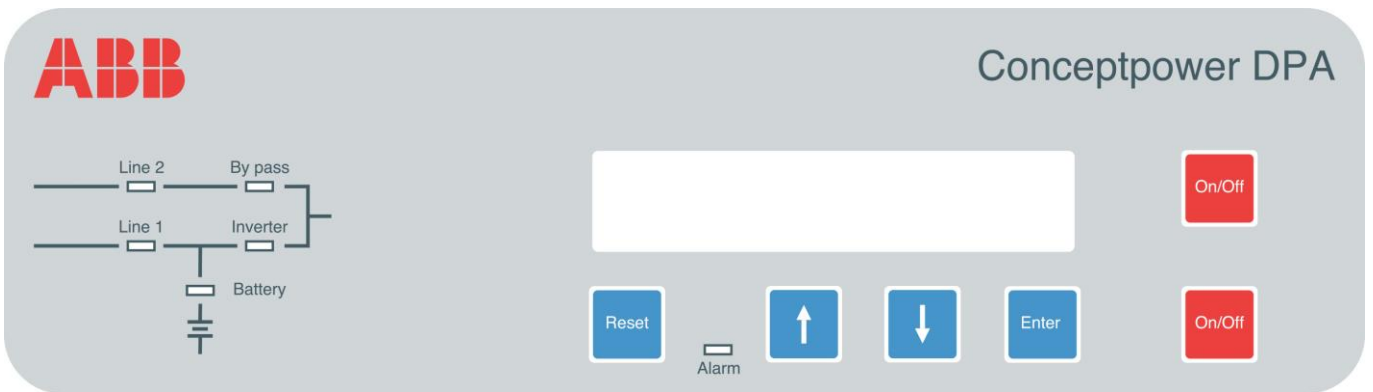 ABB
Conceptpower DPA
Line 2
By pass
On/Off
Line 1
Inverter
Battery
Reset
Enter
On/Off
Alarm